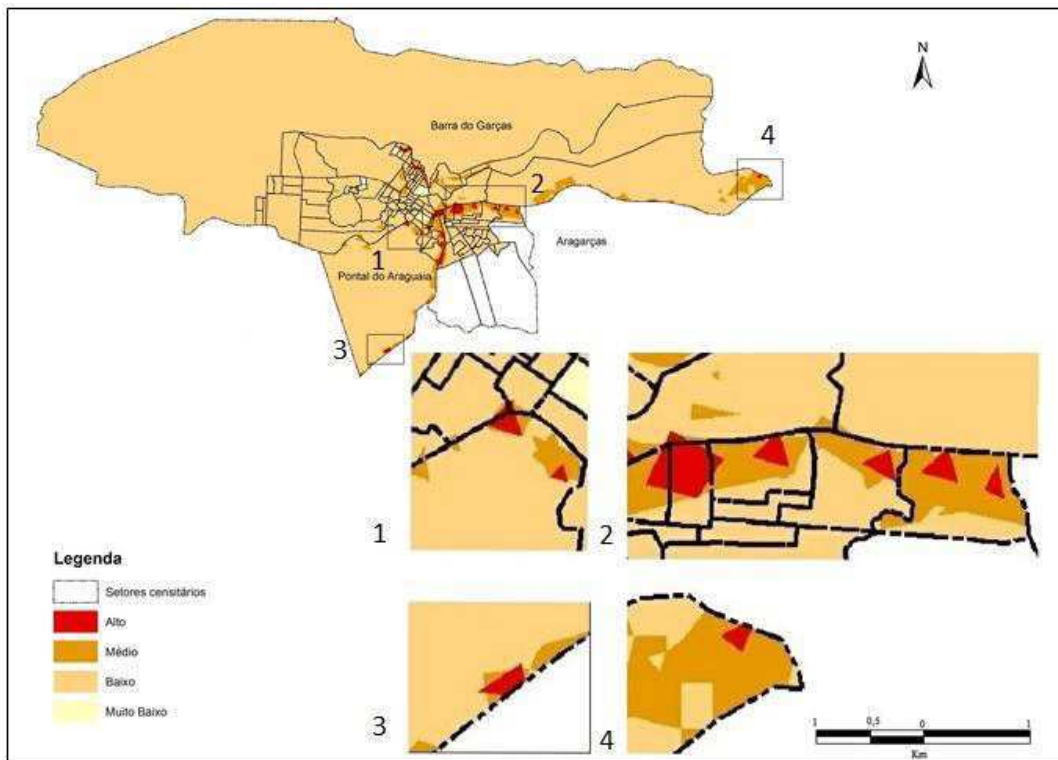 N
Barra do Garças
4
2
Aragarças
1
Pontal do Araguaia
3
1
2
Legenda
Setores censitários
Alto
Médio
Baixo
Muito Baixo
3
4
1 0,5 0 1
Km